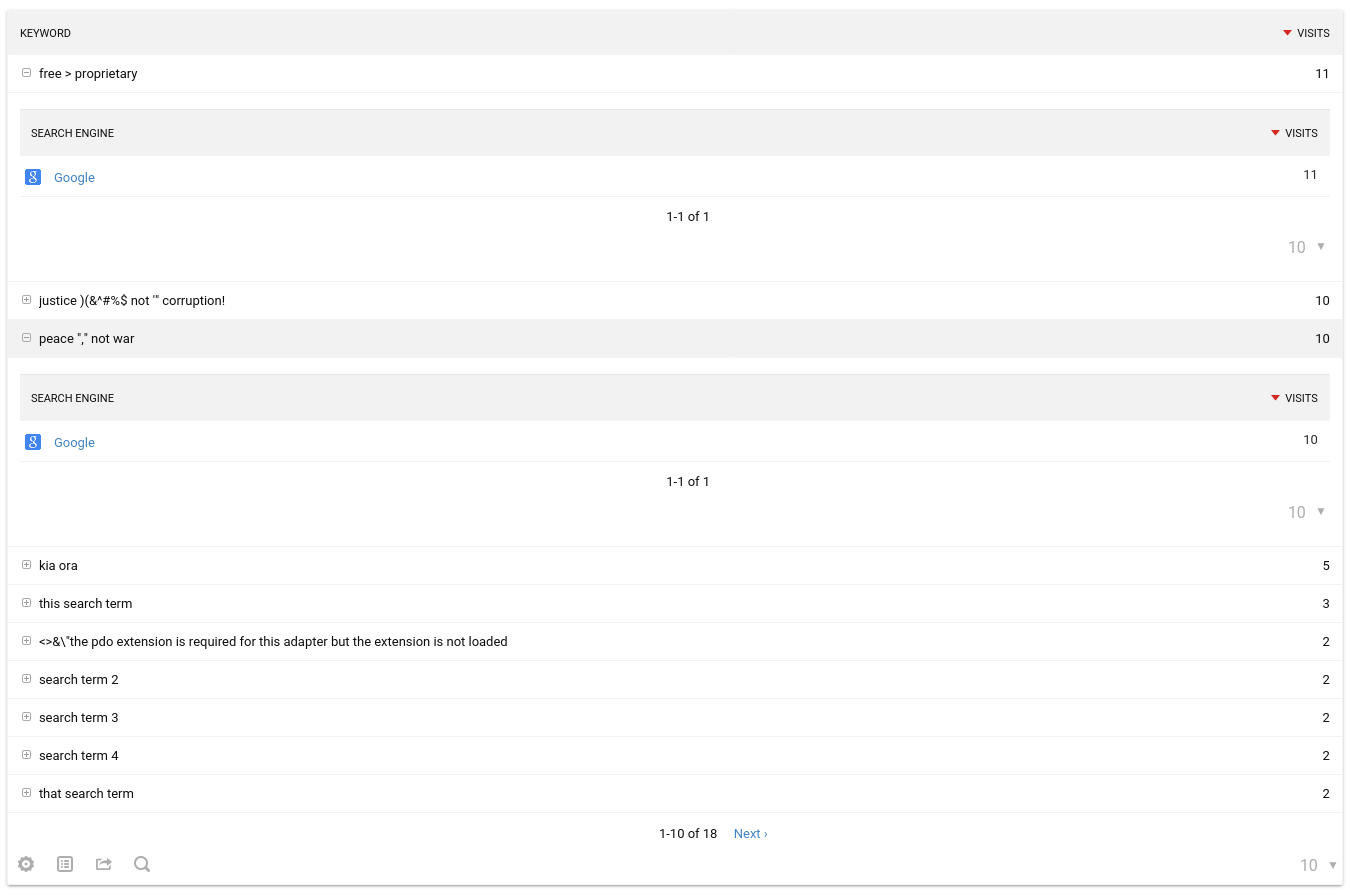 KEYWORD VISITS
free > proprietary 11
SEARCH ENGINE VISITS
Google 11
1-1 of 1
10
justice )(&^#%$ not '" corruption! 10
peace "," not war 10
SEARCH ENGINE VISITS
Google 10
1-1 of 1
10
kia ora 5
this search term 3
<>&\"the pdo extension is required for this adapter but the extension is not loaded 2
search term 2 2
search term 3 2
search term 4 2
that search term 2
1-10 of 18 Next ›
10